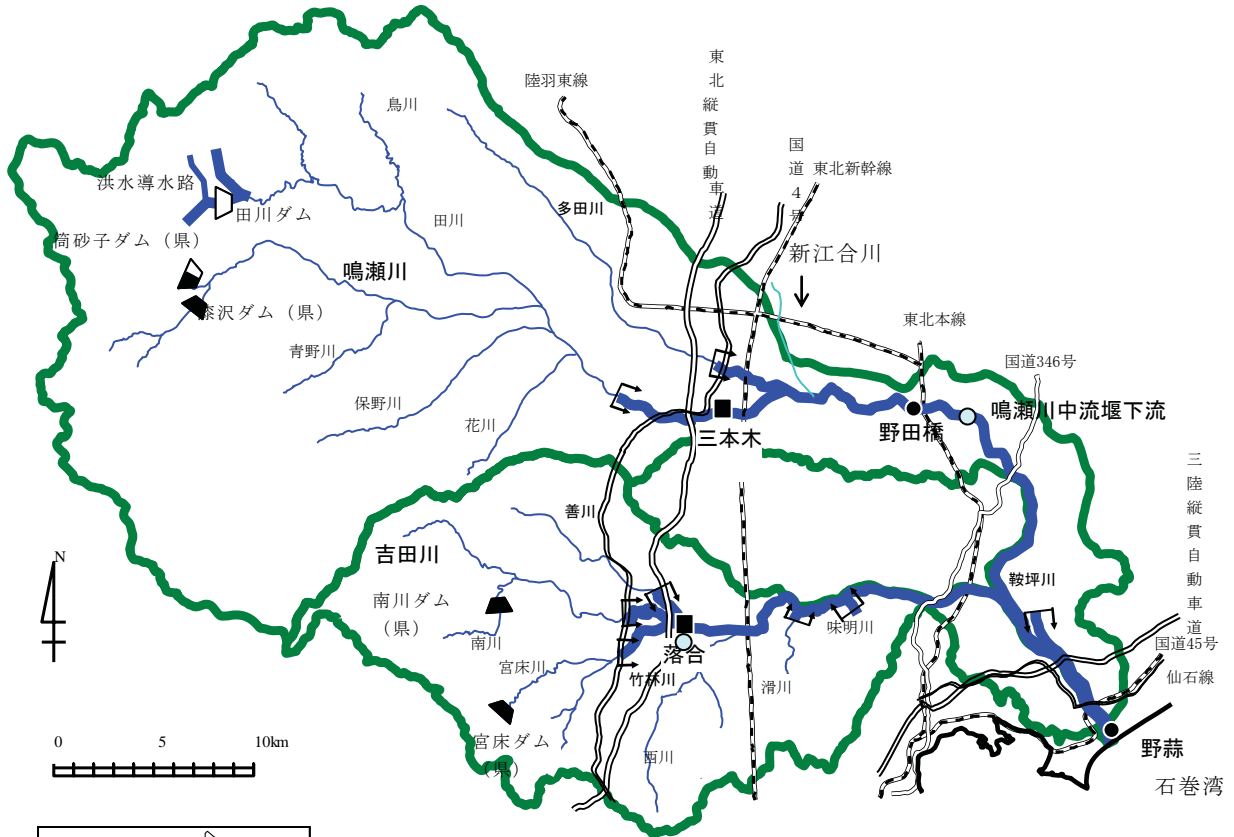 東北縦貫自動車道
陸羽東線
鳥川
国道4号
東北新幹線
洪水導水路
田川ダム
多田川
田川
筒砂子ダム（県）
鳴瀬川
新江合川
漆沢ダム（県）
東北本線
青野川
国道346号
保野川
鳴瀬川中流堰下流
花川
三本木
野田橋
三陸縦貫自動車道
善川
吉田川
N
鞍坪川
南川ダム
（県）
味明川
南川
落合
国道45号
宮床川
竹林川
滑川
仙石線
0 5 10km
宮床ダム
（県）
西川
野蒜
石巻湾